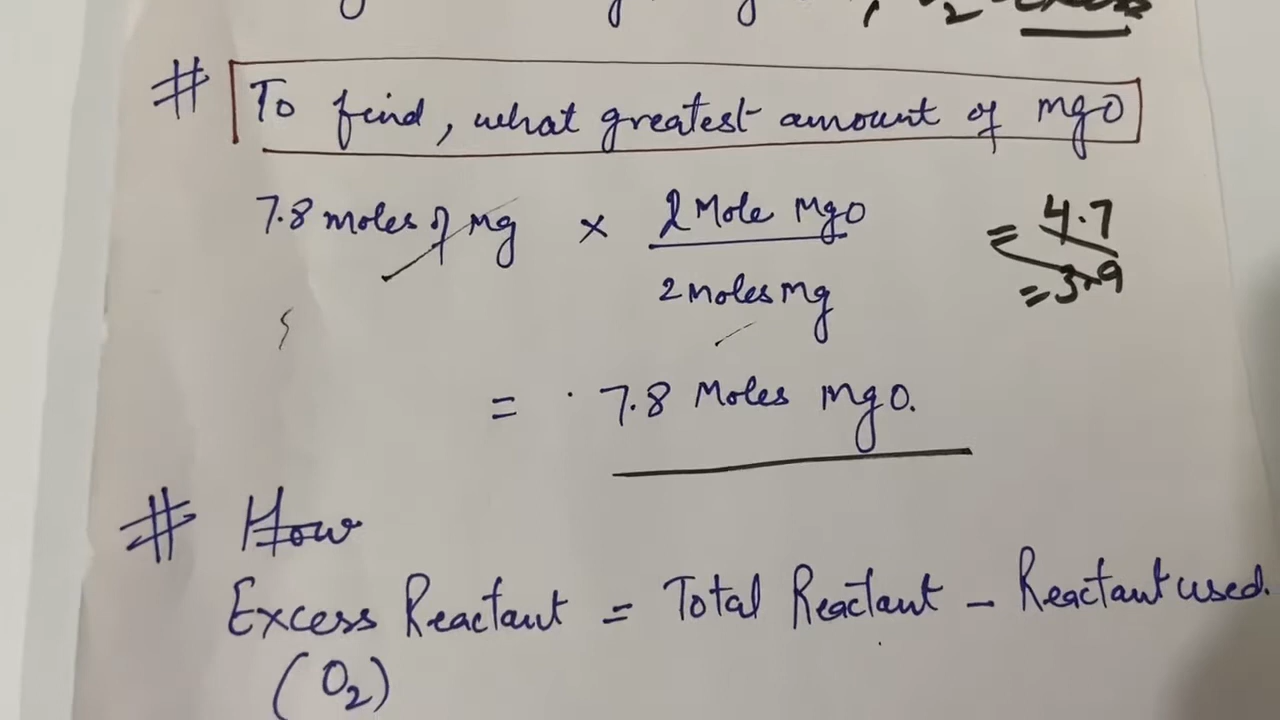 # To find, what greatest amount of MgO
7.8 moles of Mg × 2 Mole MgO = 4.7
2 moles Mg = 3.9
= 7.8 Moles MgO.
# How
Excess Reactant = Total Reactant - Reactant used.
(O₂)